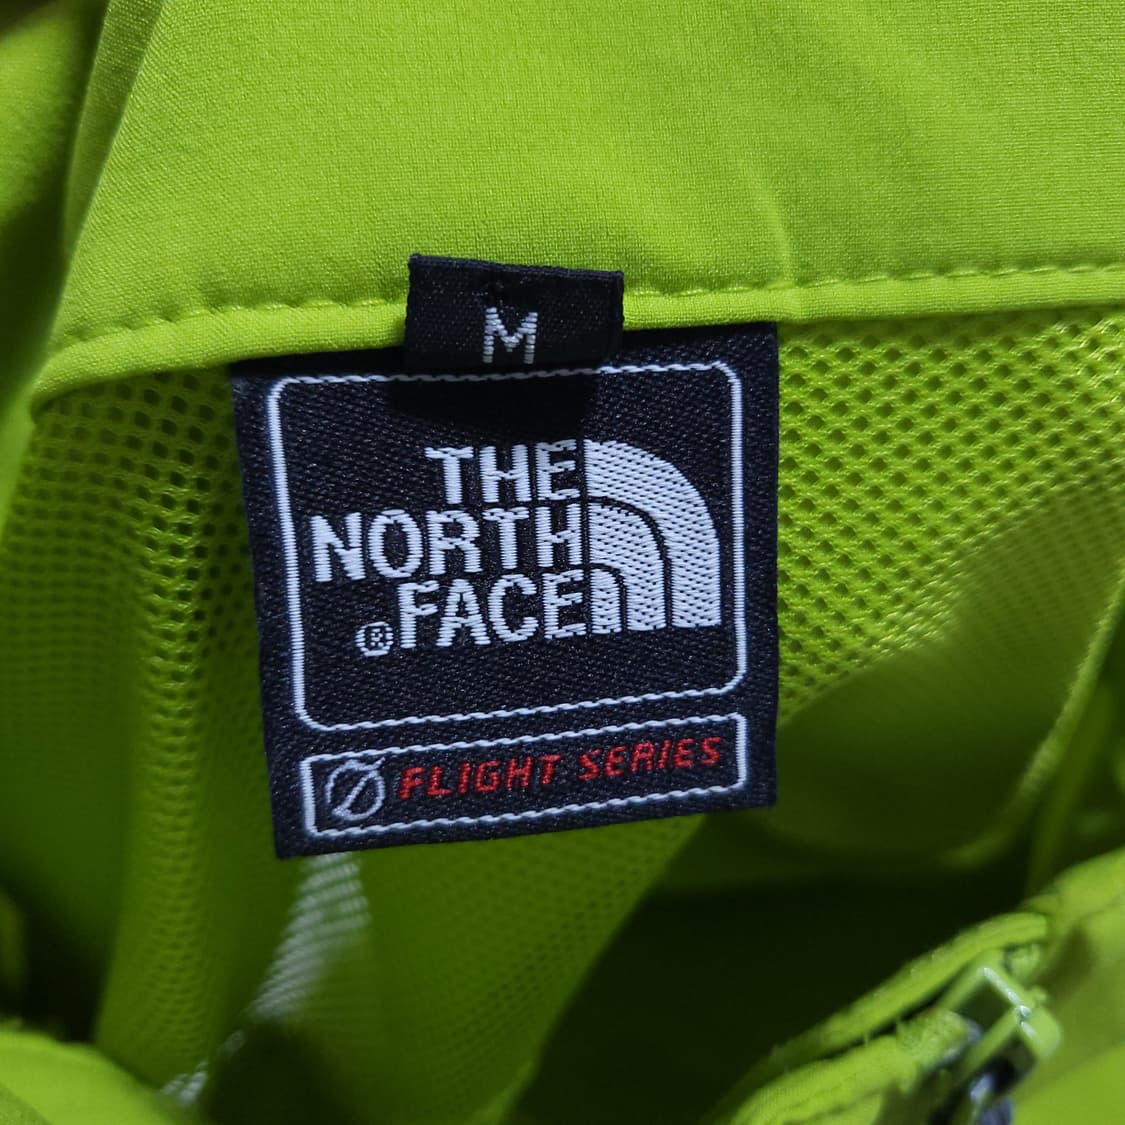 M
THE
NORTH
®FACE
FLIGHT SERIES